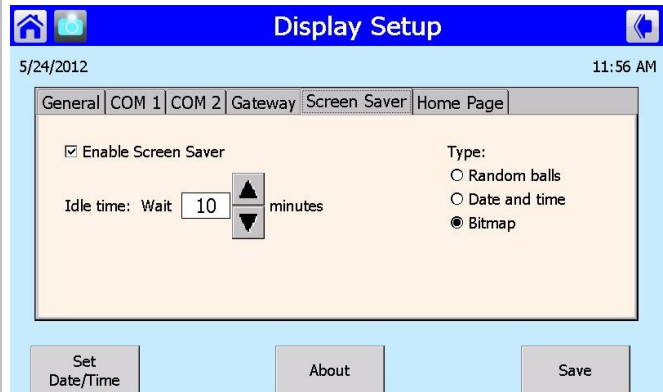 Display Setup
5/24/2012
11:56 AM
General
COM 1
COM 2
Gateway
Screen Saver
Home Page
Enable Screen Saver
Type:
Random balls
Idle time: Wait 10 minutes
Date and time
Bitmap
Set
Date/Time
About
Save